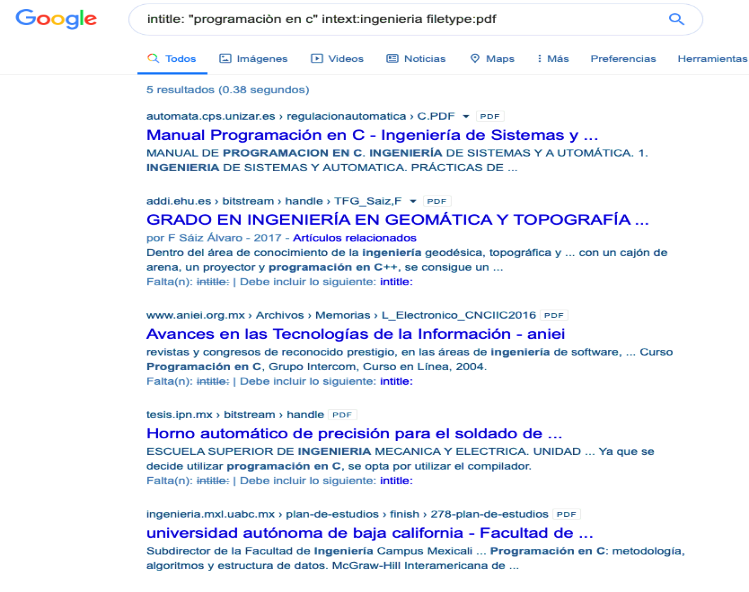 Google
intitle: "programaciòn en c" intext:ingenieria filetype:pdf
Todos Imágenes Videos Noticias Maps Más Preferencias Herramientas
5 resultados (0.38 segundos)
automata.cps.unizar.es › regulacionautomatica › C.PDF PDF
Manual Programación en C - Ingeniería de Sistemas y ...
MANUAL DE PROGRAMACION EN C. INGENIERÍA DE SISTEMAS Y A UTOMÁTICA. 1.
INGENIERIA DE SISTEMAS Y AUTOMATICA. PRÁCTICAS DE ...
addi.ehu.es › bitstream › handle › TFG_Saiz,F PDF
GRADO EN INGENIERÍA EN GEOMÁTICA Y TOPOGRAFÍA ...
por F Sáiz Álvaro - 2017 - Artículos relacionados
Dentro del área de conocimiento de la ingeniería geodésica, topográfica y ... con un cajón de
arena, un proyector y programación en C++, se consigue un ...
Falta(n): intitle: | Debe incluir lo siguiente: intitle:
www.aniei.org.mx › Archivos › Memorias › L_Electronico_CNCIIC2016 PDF
Avances en las Tecnologías de la Información - aniei
revistas y congresos de reconocido prestigio, en las áreas de ingeniería de software, ... Curso
Programación en C, Grupo Intercom, Curso en Línea, 2004.
Falta(n): intitle: | Debe incluir lo siguiente: intitle:
tesis.ipn.mx › bitstream › handle PDF
Horno automático de precisión para el soldado de ...
ESCUELA SUPERIOR DE INGENIERIA MECANICA Y ELECTRICA. UNIDAD ... Ya que se
decide utilizar programación en C, se opta por utilizar el compilador.
Falta(n): intitle: | Debe incluir lo siguiente: intitle:
ingenieria.mxl.uabc.mx › plan-de-estudios › finish › 278-plan-de-estudios PDF
universidad autónoma de baja california - Facultad de ...
Subdirector de la Facultad de Ingeniería Campus Mexicali ... Programación en C: metodología,
algoritmos y estructura de datos. McGraw-Hill Interamericana de ...